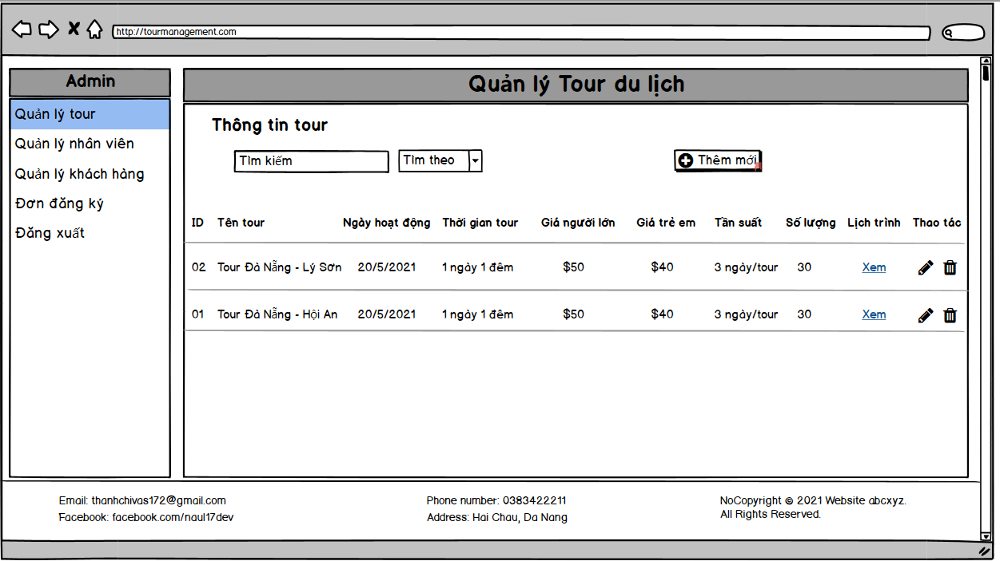 http://tourmanagement.com
Admin
Quản lý tour
Quản lý nhân viên
Quản lý khách hàng
Đơn đăng ký
Đăng xuất
Quản lý Tour du lịch
Thông tin tour
Tìm kiếm Tìm theo Thêm mới
ID Tên tour Ngày hoạt động Thời gian tour Giá người lớn Giá trẻ em Tần suất Số lượng Lịch trình Thao tác
02 Tour Đà Nẵng - Lý Sơn 20/5/2021 1 ngày 1 đêm $50 $40 3 ngày/tour 30 Xem
01 Tour Đà Nẵng - Hội An 20/5/2021 1 ngày 1 đêm $50 $40 3 ngày/tour 30 Xem
Email: thanhchivas172@gmail.com
Facebook: facebook.com/naul17dev
Phone number: 0383422211
Address: Hai Chau, Da Nang
NoCopyright © 2021 Website abcxyz.
All Rights Reserved.